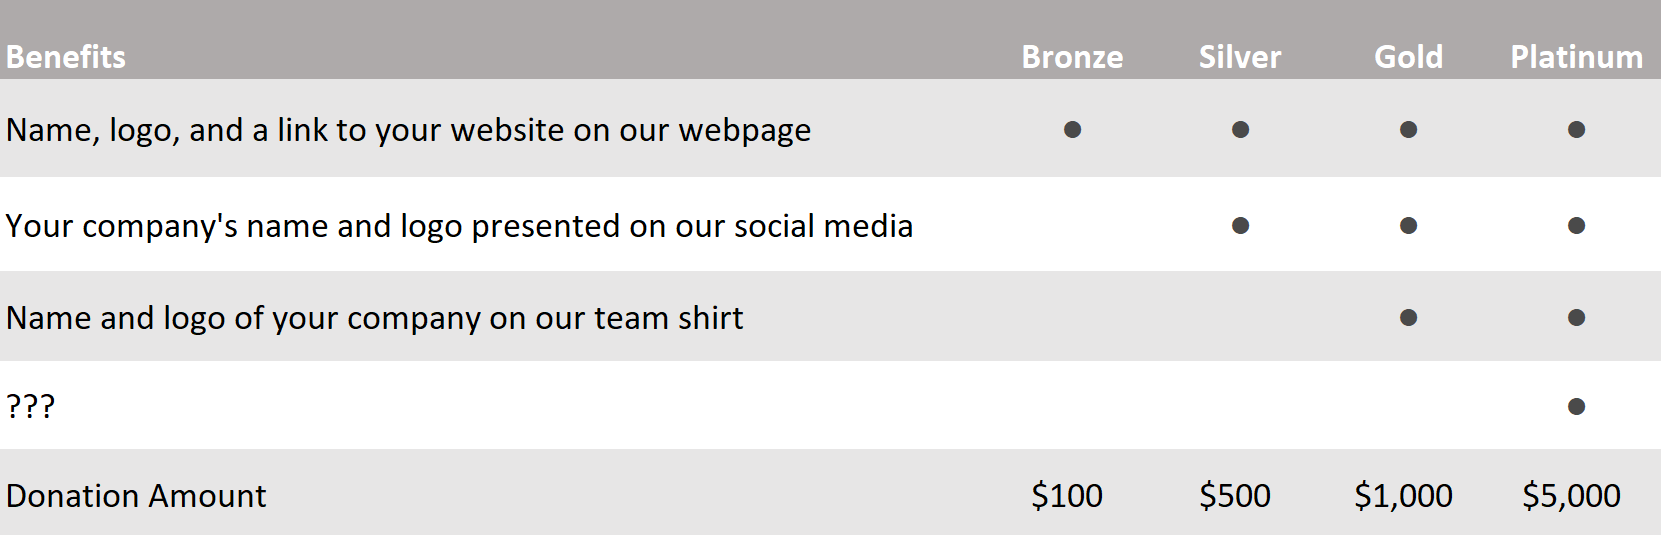 Benefits Bronze Silver Gold Platinum
Name, logo, and a link to your website on our webpage ● ● ● ●
Your company's name and logo presented on our social media ● ● ●
Name and logo of your company on our team shirt ● ●
??? ●
Donation Amount $100 $500 $1,000 $5,000